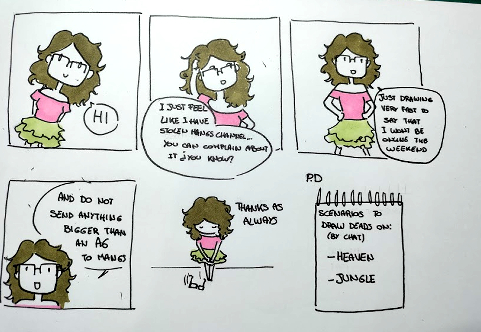 HI
I JUST FEEL
LIKE I HAVE
STOLEN MANGS CHANNEL...
YOU CAN COMPLAIN ABOUT
IT ¿YOU KNOW?
JUST DRAWING
VERY FAST TO
SAY THAT
I WONT BE
ONLINE THIS
WEEKEND
AND DO NOT
SEND ANYTHING
BIGGER THAN
AN A6
TO MANGS
THANKS AS
ALWAYS
PD
SCENARIOS TO
DRAW DEADS ON:
(BY CHAT)
-HEAVEN
-JUNGLE